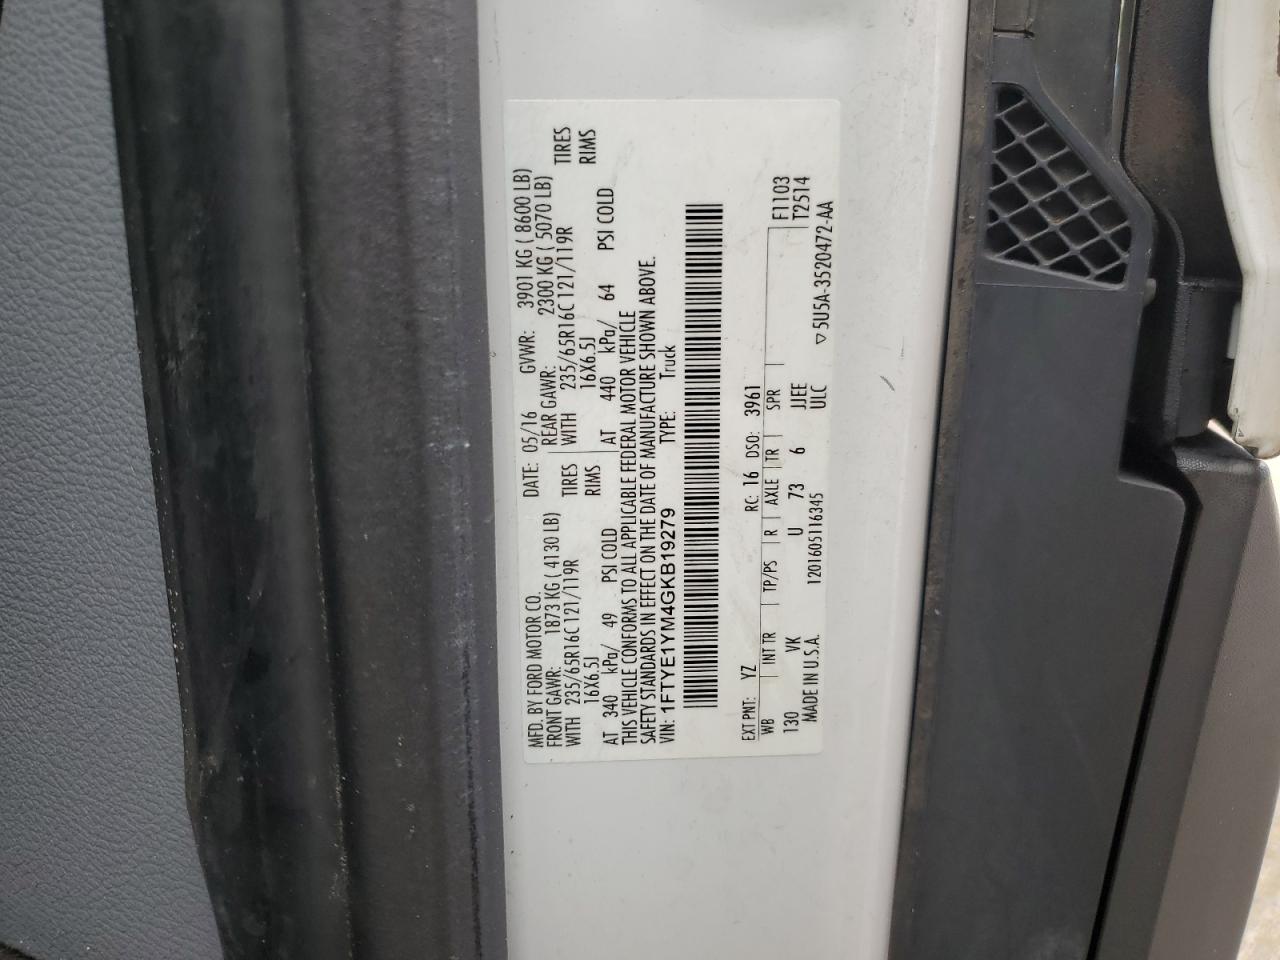 MFD. BY FORD MOTOR CO. DATE: 05/16 GVWR: 3901 KG ( 8600 LB)
FRONT GAWR: 1873 KG ( 4130 LB) REAR GAWR: 2300 KG ( 5070 LB)
WITH 235/65R16C 121/119R TIRES WITH 235/65R16C 121/119R TIRES
16X6.5J RIMS 16X6.5J RIMS
AT 340 kPa/ 49 PSI COLD AT 440 kPa/ 64 PSI COLD
THIS VEHICLE CONFORMS TO ALL APPLICABLE FEDERAL MOTOR VEHICLE
SAFETY STANDARDS IN EFFECT ON THE DATE OF MANUFACTURE SHOWN ABOVE.
VIN: 1FTYE1YM4GKB19279 TYPE: Truck
EXT PNT: YZ RC: 16 DSO: 3961 F1103
WB INT TR TP/PS R AXLE TR SPR T2514
130 VK U 73 6 JJEE
MADE IN U.S.A. 1201605116345 ULC ▽5U5A-3520472-AA